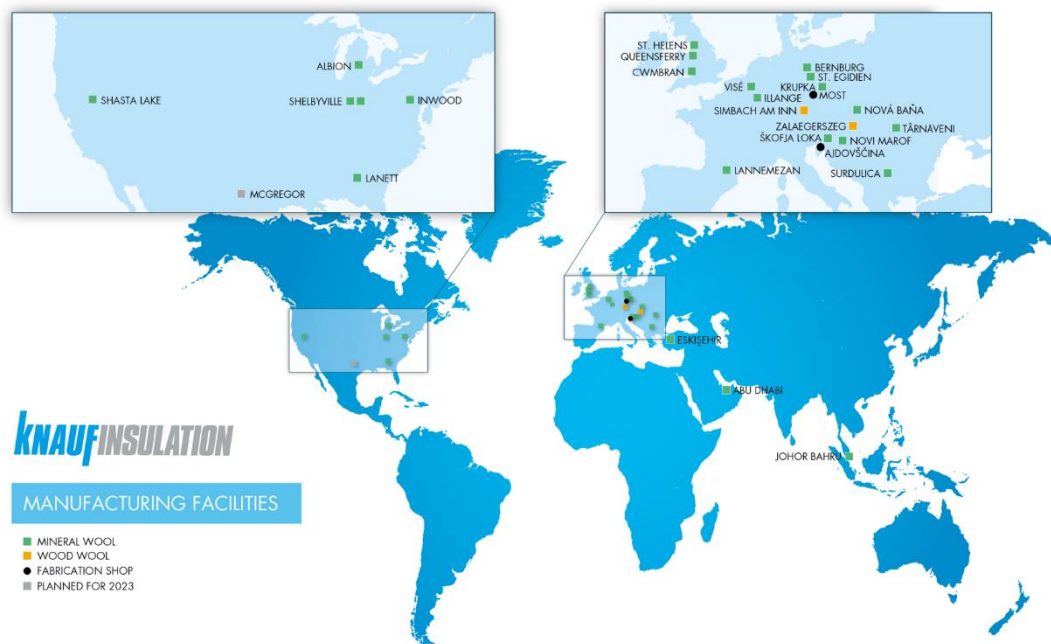 ALBION
SHASTA LAKE
SHELBYVILLE
INWOOD
LANETT
MCGREGOR
ST. HELENS
QUEENSFERRY
CWMBRAN
BERNBURG
ST. EGIDIEN
VISÉ
KRUPKA
ILLANGE
MOST
SIMBACH AM INN
NOVÁ BAŇA
ZALAEGERSZEG
TÂRNAVENI
ŠKOFJA LOKA
NOVI MAROF
AJDOVŠČINA
LANNEMEZAN
SURDULICA
ESKIŞEHIR
ABU DHABI
JOHOR BAHRU
KNAUFINSULATION
MANUFACTURING FACILITIES
MINERAL WOOL
WOOD WOOL
FABRICATION SHOP
PLANNED FOR 2023